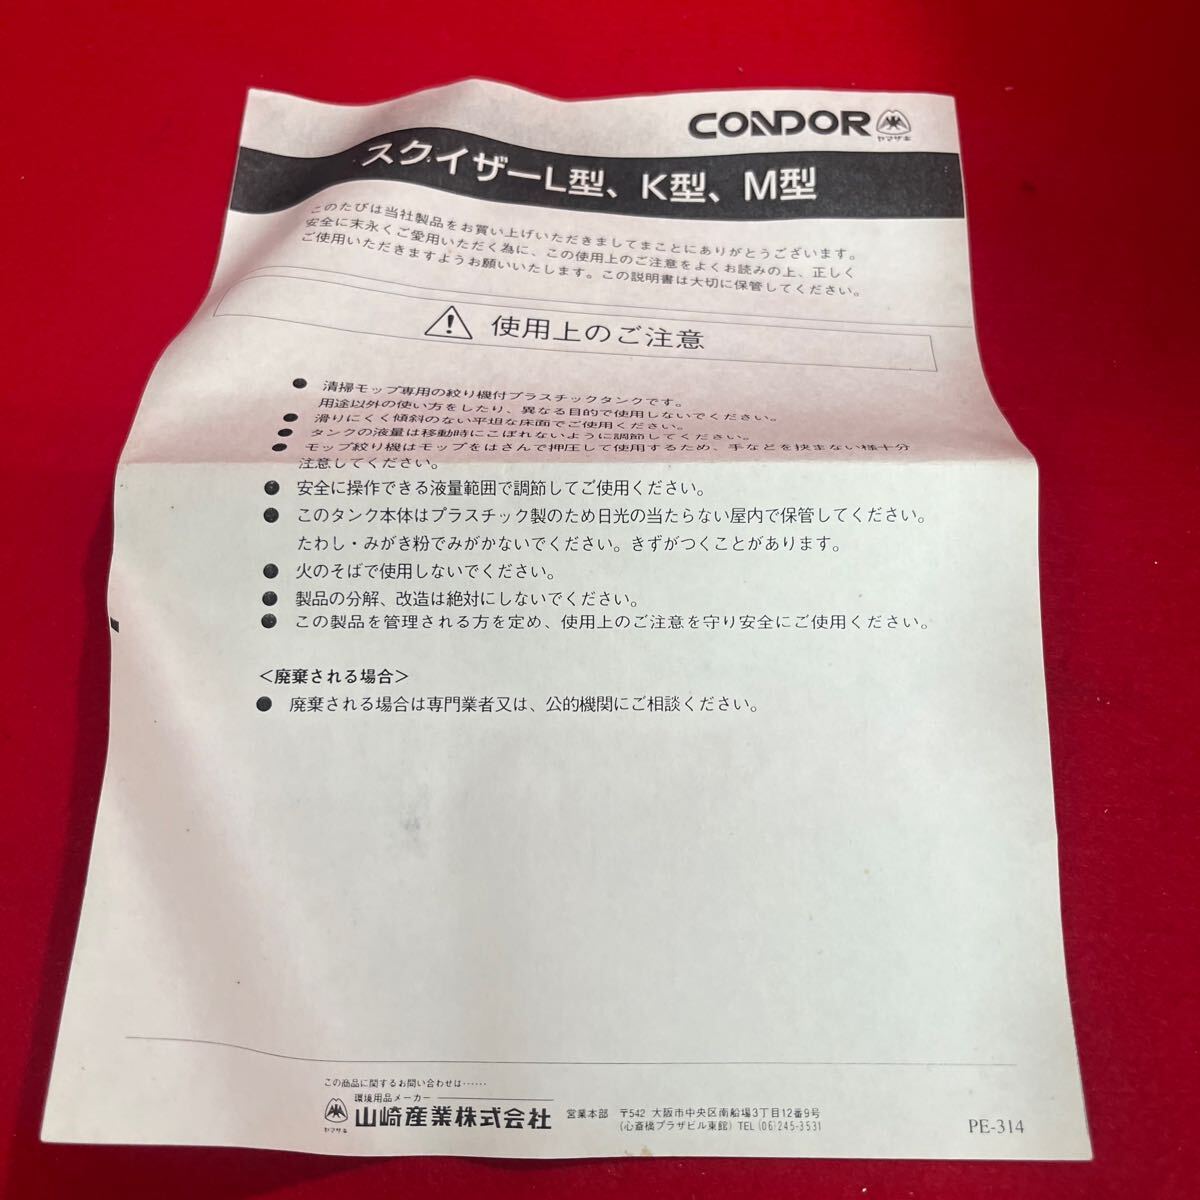 CONDOR
ヤマザキ
スクイザーL型、K型、M型
このたびは当社製品をお買い上げいただきましてまことにありがとうございます。
安全に末永くご愛用いただく為に、この使用上のご注意をよくお読みの上、正しく
ご使用いただきますようお願いいたします。この説明書は大切に保管してください。
使用上のご注意
● 清掃モップ専用の絞り機付プラスチックタンクです。
用途以外の使い方をしたり、異なる目的で使用しないでください。
● 滑りにくく傾斜のない平坦な床面でご使用ください。
● タンクの液量は移動時にこぼれないように調節してください。
● モップ絞り機はモップをはさんで押圧して使用するため、手などを挟まない様十分
注意してください。
● 安全に操作できる液量範囲で調節してご使用ください。
● このタンク本体はプラスチック製のため日光の当たらない屋内で保管してください。
たわし・みがき粉でみがかないでください。きずがつくことがあります。
● 火のそばで使用しないでください。
● 製品の分解、改造は絶対にしないでください。
● この製品を管理される方を定め、使用上のご注意を守り安全にご使用ください。
<廃棄される場合>
● 廃棄される場合は専門業者又は、公的機関にご相談ください。
この商品に関するお問い合わせは……
環境用品メーカー
ヤマザキ
山崎産業株式会社
営業本部 〒542 大阪市中央区南船場3丁目12番9号
(心斎橋プラザビル東館) TEL (06) 245-3531
PE-314